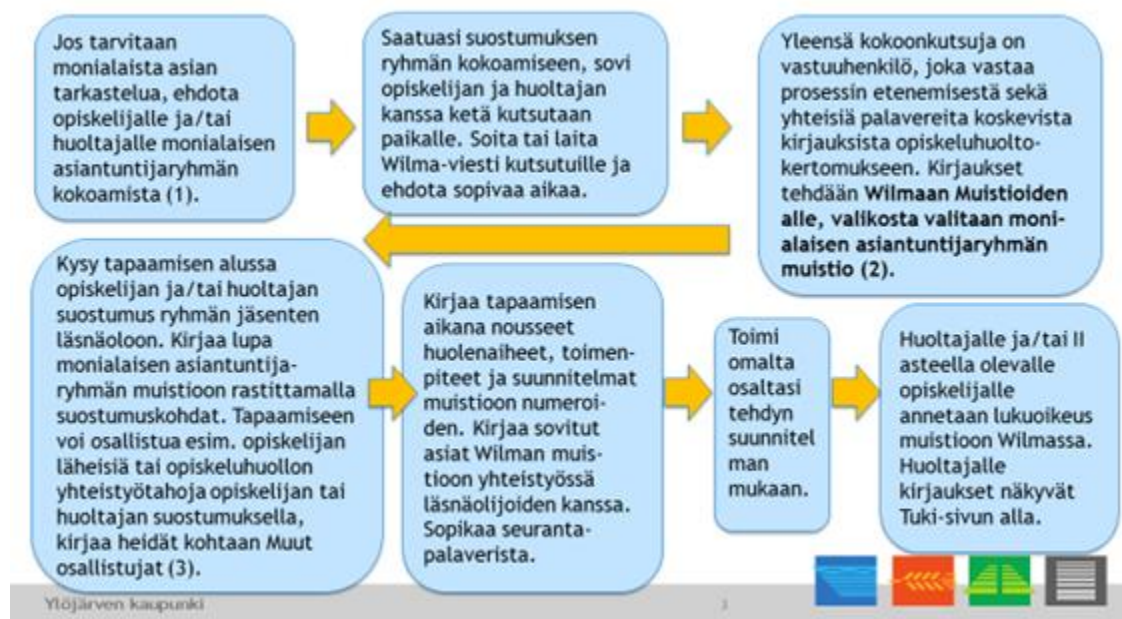 Jos tarvitaan
monialaista asian
tarkastelua, ehdota
opiskelijalle ja/tai
huoltajalle monialaisen
asiantuntijaryhmän
kokoamista (1).
Saatuasi suostumuksen
ryhmän kokoamiseen, sovi
opiskelijan ja huoltajan
kanssa ketä kutsutaan
paikalle. Soita tai laita
Wilma-viesti kutsutuille ja
ehdota sopivaa aikaa.
Yleensä kokoonkutsuja on
vastuuhenkilö, joka vastaa
prosessin etenemisestä sekä
yhteisiä palavereita koskevista
kirjauksista opiskeluhuolto-
kertomukseen. Kirjaukset
tehdään Wilmaan Muistioiden
alle, valikosta valitaan moni-
alaisen asiantuntijaryhmän
muistio (2).
Kysy tapaamisen alussa
opiskelijan ja/tai huoltajan
suostumus ryhmän jäsenten
läsnäoloon. Kirjaa lupa
monialaisen asiantuntija-
ryhmän muistioon rastittamalla
suostumuskohdat. Tapaamiseen
voi osallistua esim. opiskelijan
läheisiä tai opiskeluhuollon
yhteistyötahoja opiskelijan tai
huoltajan suostumuksella,
kirjaa heidät kohtaan Muut
osallistujat (3).
Kirjaa tapaamisen
aikana nousseet
huolenaiheet, toimen-
piteet ja suunnitelmat
muistioon numeroi-
den. Kirjaa sovitut
asiat Wilman muis-
tioon yhteistyössä
läsnäolijoiden kanssa.
Sopikaa seuranta-
palaverista.
Toimi
omalta
osaltasi
tehdyn
suunnitel
man
mukaan.
Huoltajalle ja/tai II
asteella olevalle
opiskelijalle
annetaan lukuoikeus
muistioon Wilmassa.
Huoltajalle
kirjaukset näkyvät
Tuki-sivun alla.
Ylöjärven kaupunki